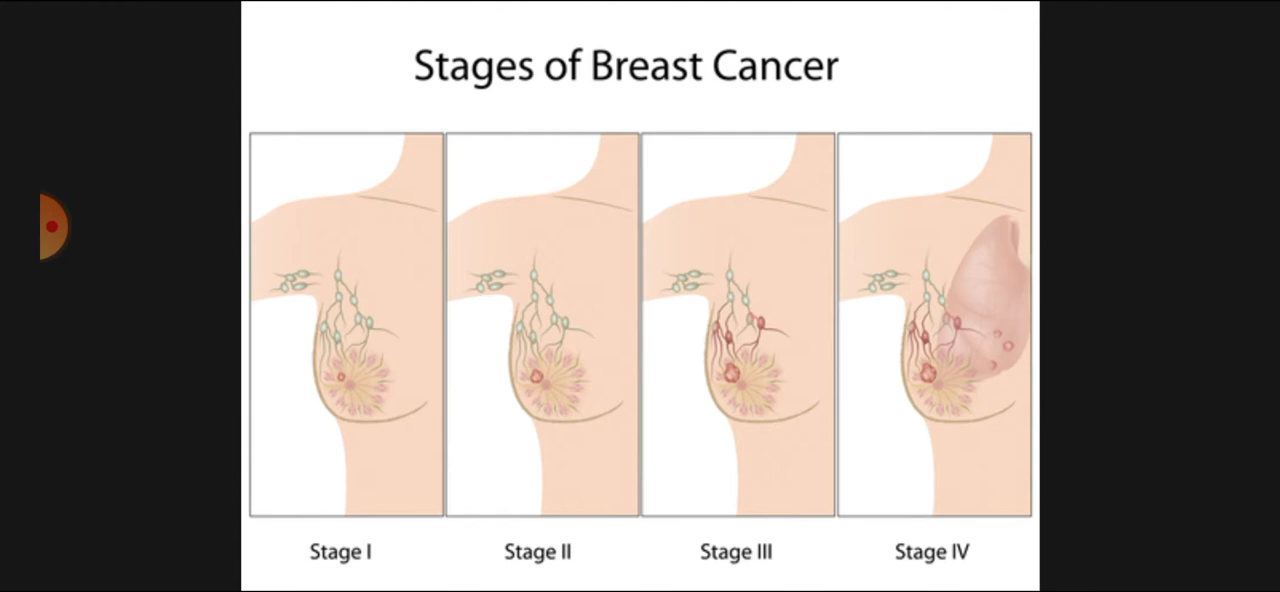 Stages of Breast Cancer
Stage I
Stage II
Stage III
Stage IV